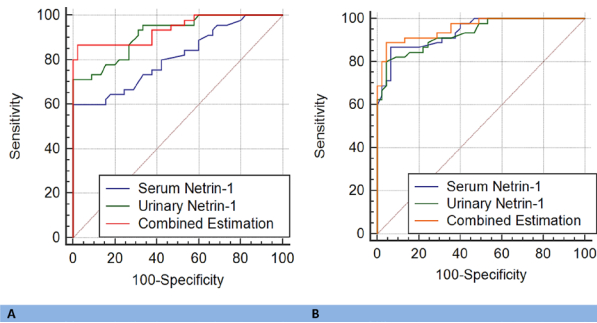 100
80
60
40
20
0
Sensitivity
Serum Netrin-1
Urinary Netrin-1
Combined Estimation
0 20 40 60 80 100
100-Specificity
100
80
60
40
20
0
Sensitivity
Serum Netrin-1
Urinary Netrin-1
Combined Estimation
0 20 40 60 80 100
100-Specificity
A B